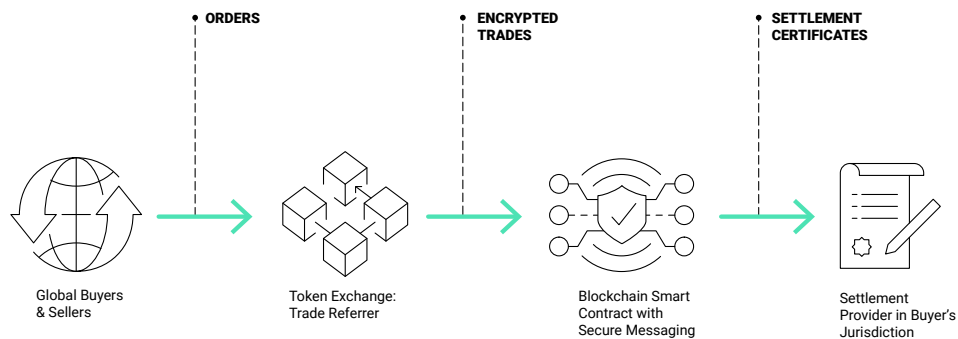 ORDERS
ENCRYPTED
TRADES
SETTLEMENT
CERTIFICATES
Global Buyers
& Sellers
Token Exchange:
Trade Referrer
Blockchain Smart
Contract with
Secure Messaging
Settlement
Provider in Buyer’s
Jurisdiction